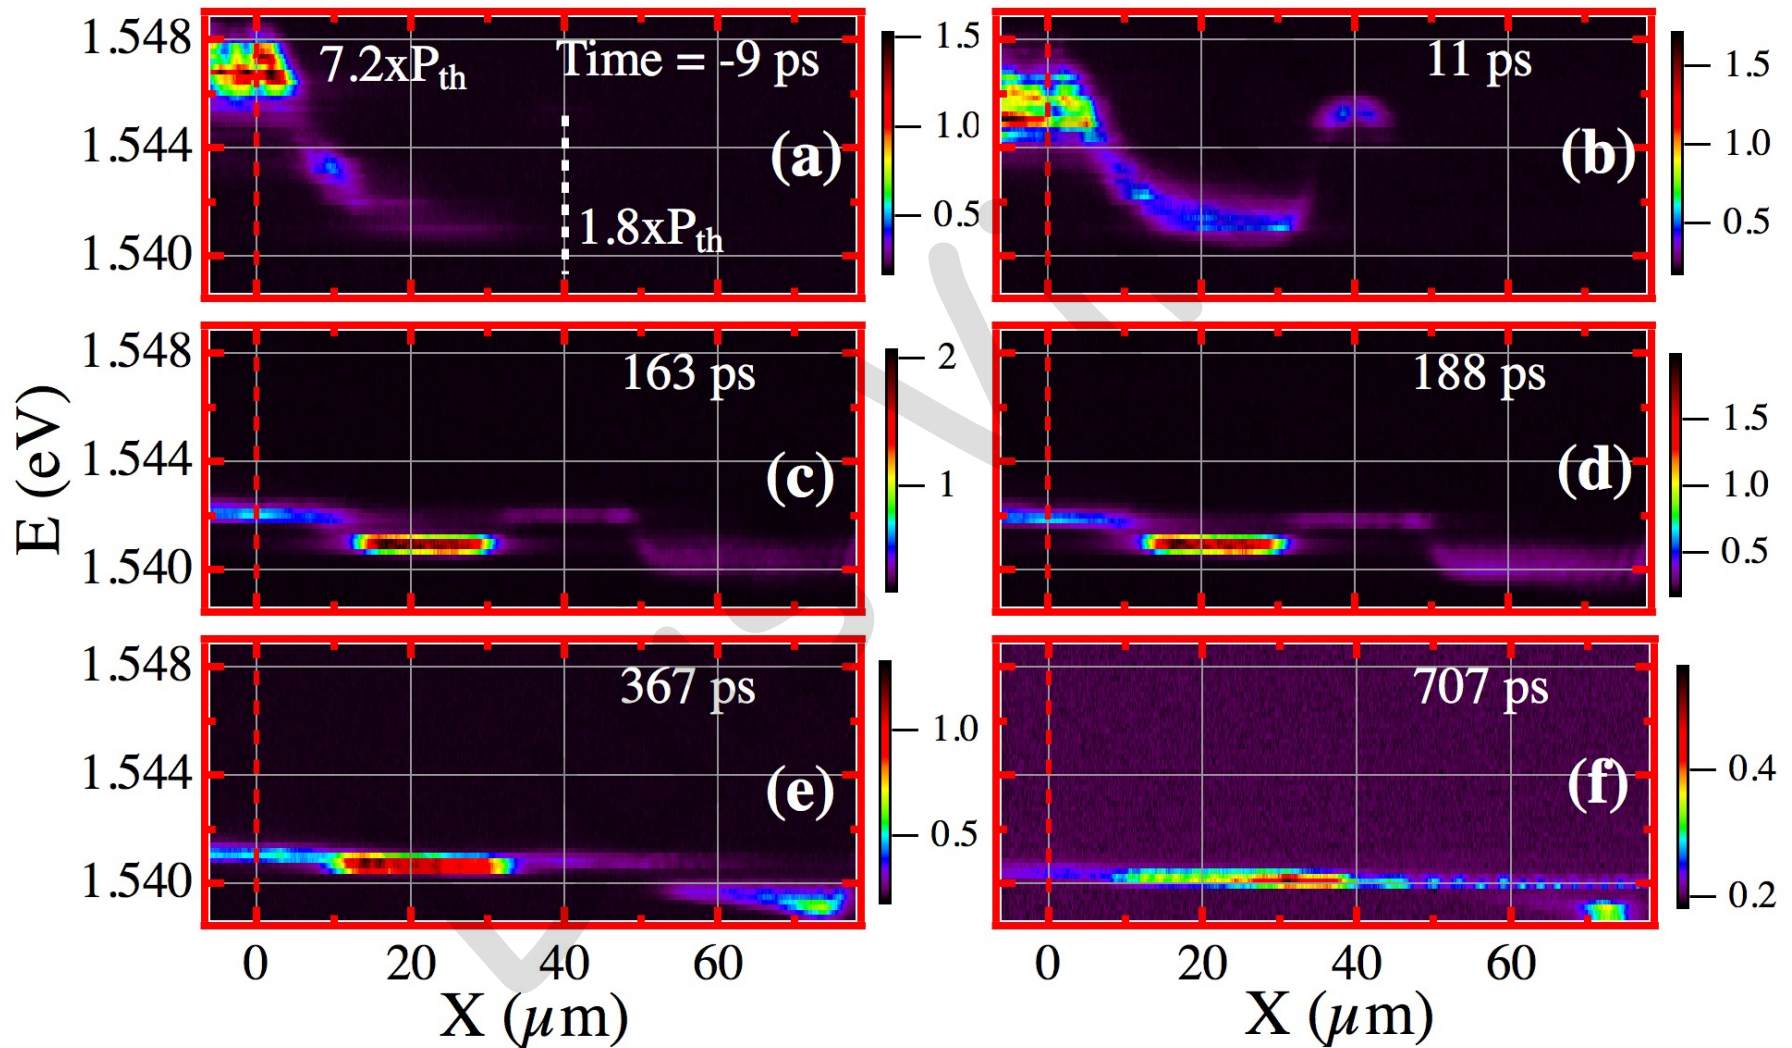 1.548
1.544
1.540
7.2xPth
Time = -9 ps
(a)
1.8xPth
1.5
1.0
0.5
11 ps
(b)
1.5
1.0
0.5
1.548
1.544
1.540
163 ps
(c)
2
1
188 ps
(d)
1.5
1.0
0.5
E (eV)
1.548
1.544
1.540
367 ps
(e)
1.0
0.5
707 ps
(f)
0.4
0.2
0 20 40 60
X (μm)
0 20 40 60
X (μm)